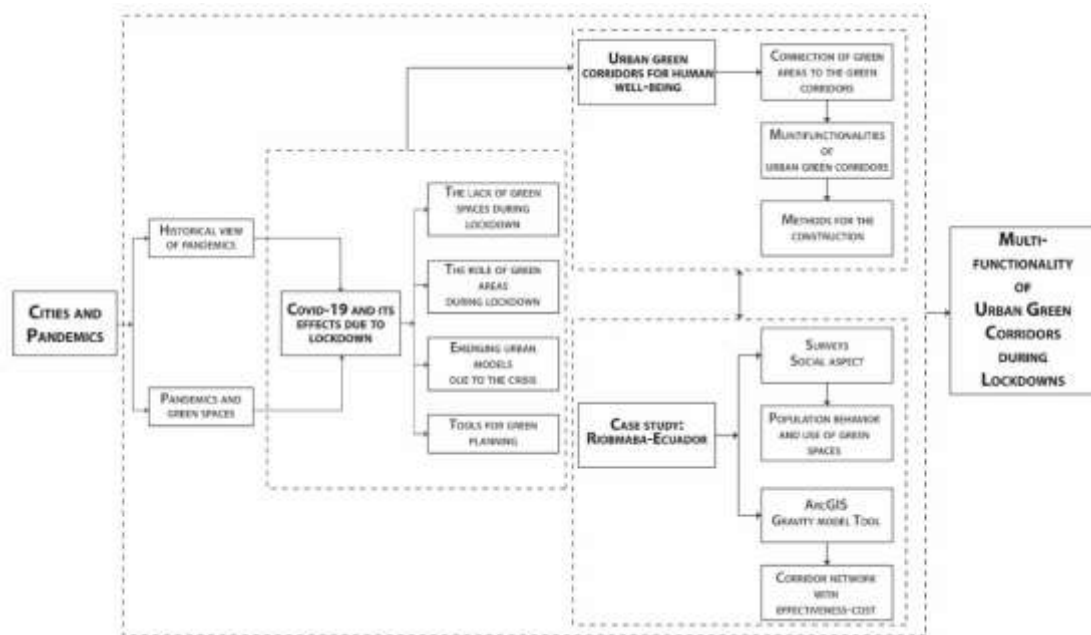 Cities and
Pandemics
Historical view
of pandemics
Pandemics and
green spaces
Covid-19 and its
effects due to
lockdown
The lack of green
spaces during
lockdown
The role of green
areas
during lockdown
Emerging urban
models
due to the crisis
Tools for green
planning
Urban green
corridors for human
well-being
Connection of green
areas to the green
corridors
Muntifunctionalities
of
urban green corridors
Methods for the
construction
Case study:
Riobmaba-Ecuador
Surveys
Social aspect
Population behavior
and use of green
spaces
ArcGIS
Gravity model Tool
Corridor network
with
effectiveness-cost
Multi-
functionality
of
Urban Green
Corridors
during
Lockdowns